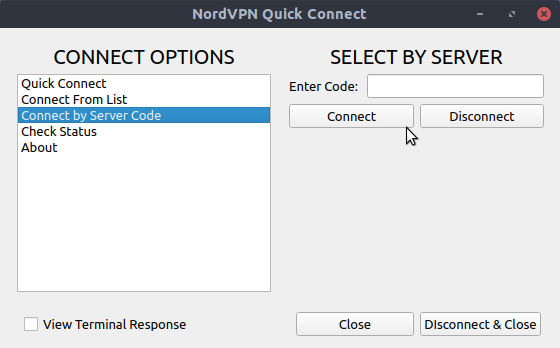 NordVPN Quick Connect
CONNECT OPTIONS
Quick Connect
Connect From List
Connect by Server Code
Check Status
About
SELECT BY SERVER
Enter Code:
Connect Disconnect
View Terminal Response
Close DIsconnect & Close